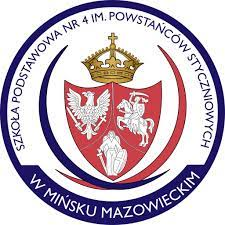 SZKOŁA PODSTAWOWA NR 4 IM. POWSTAŃCÓW STYCZNIOWYCH
W MIŃSKU MAZOWIECKIM